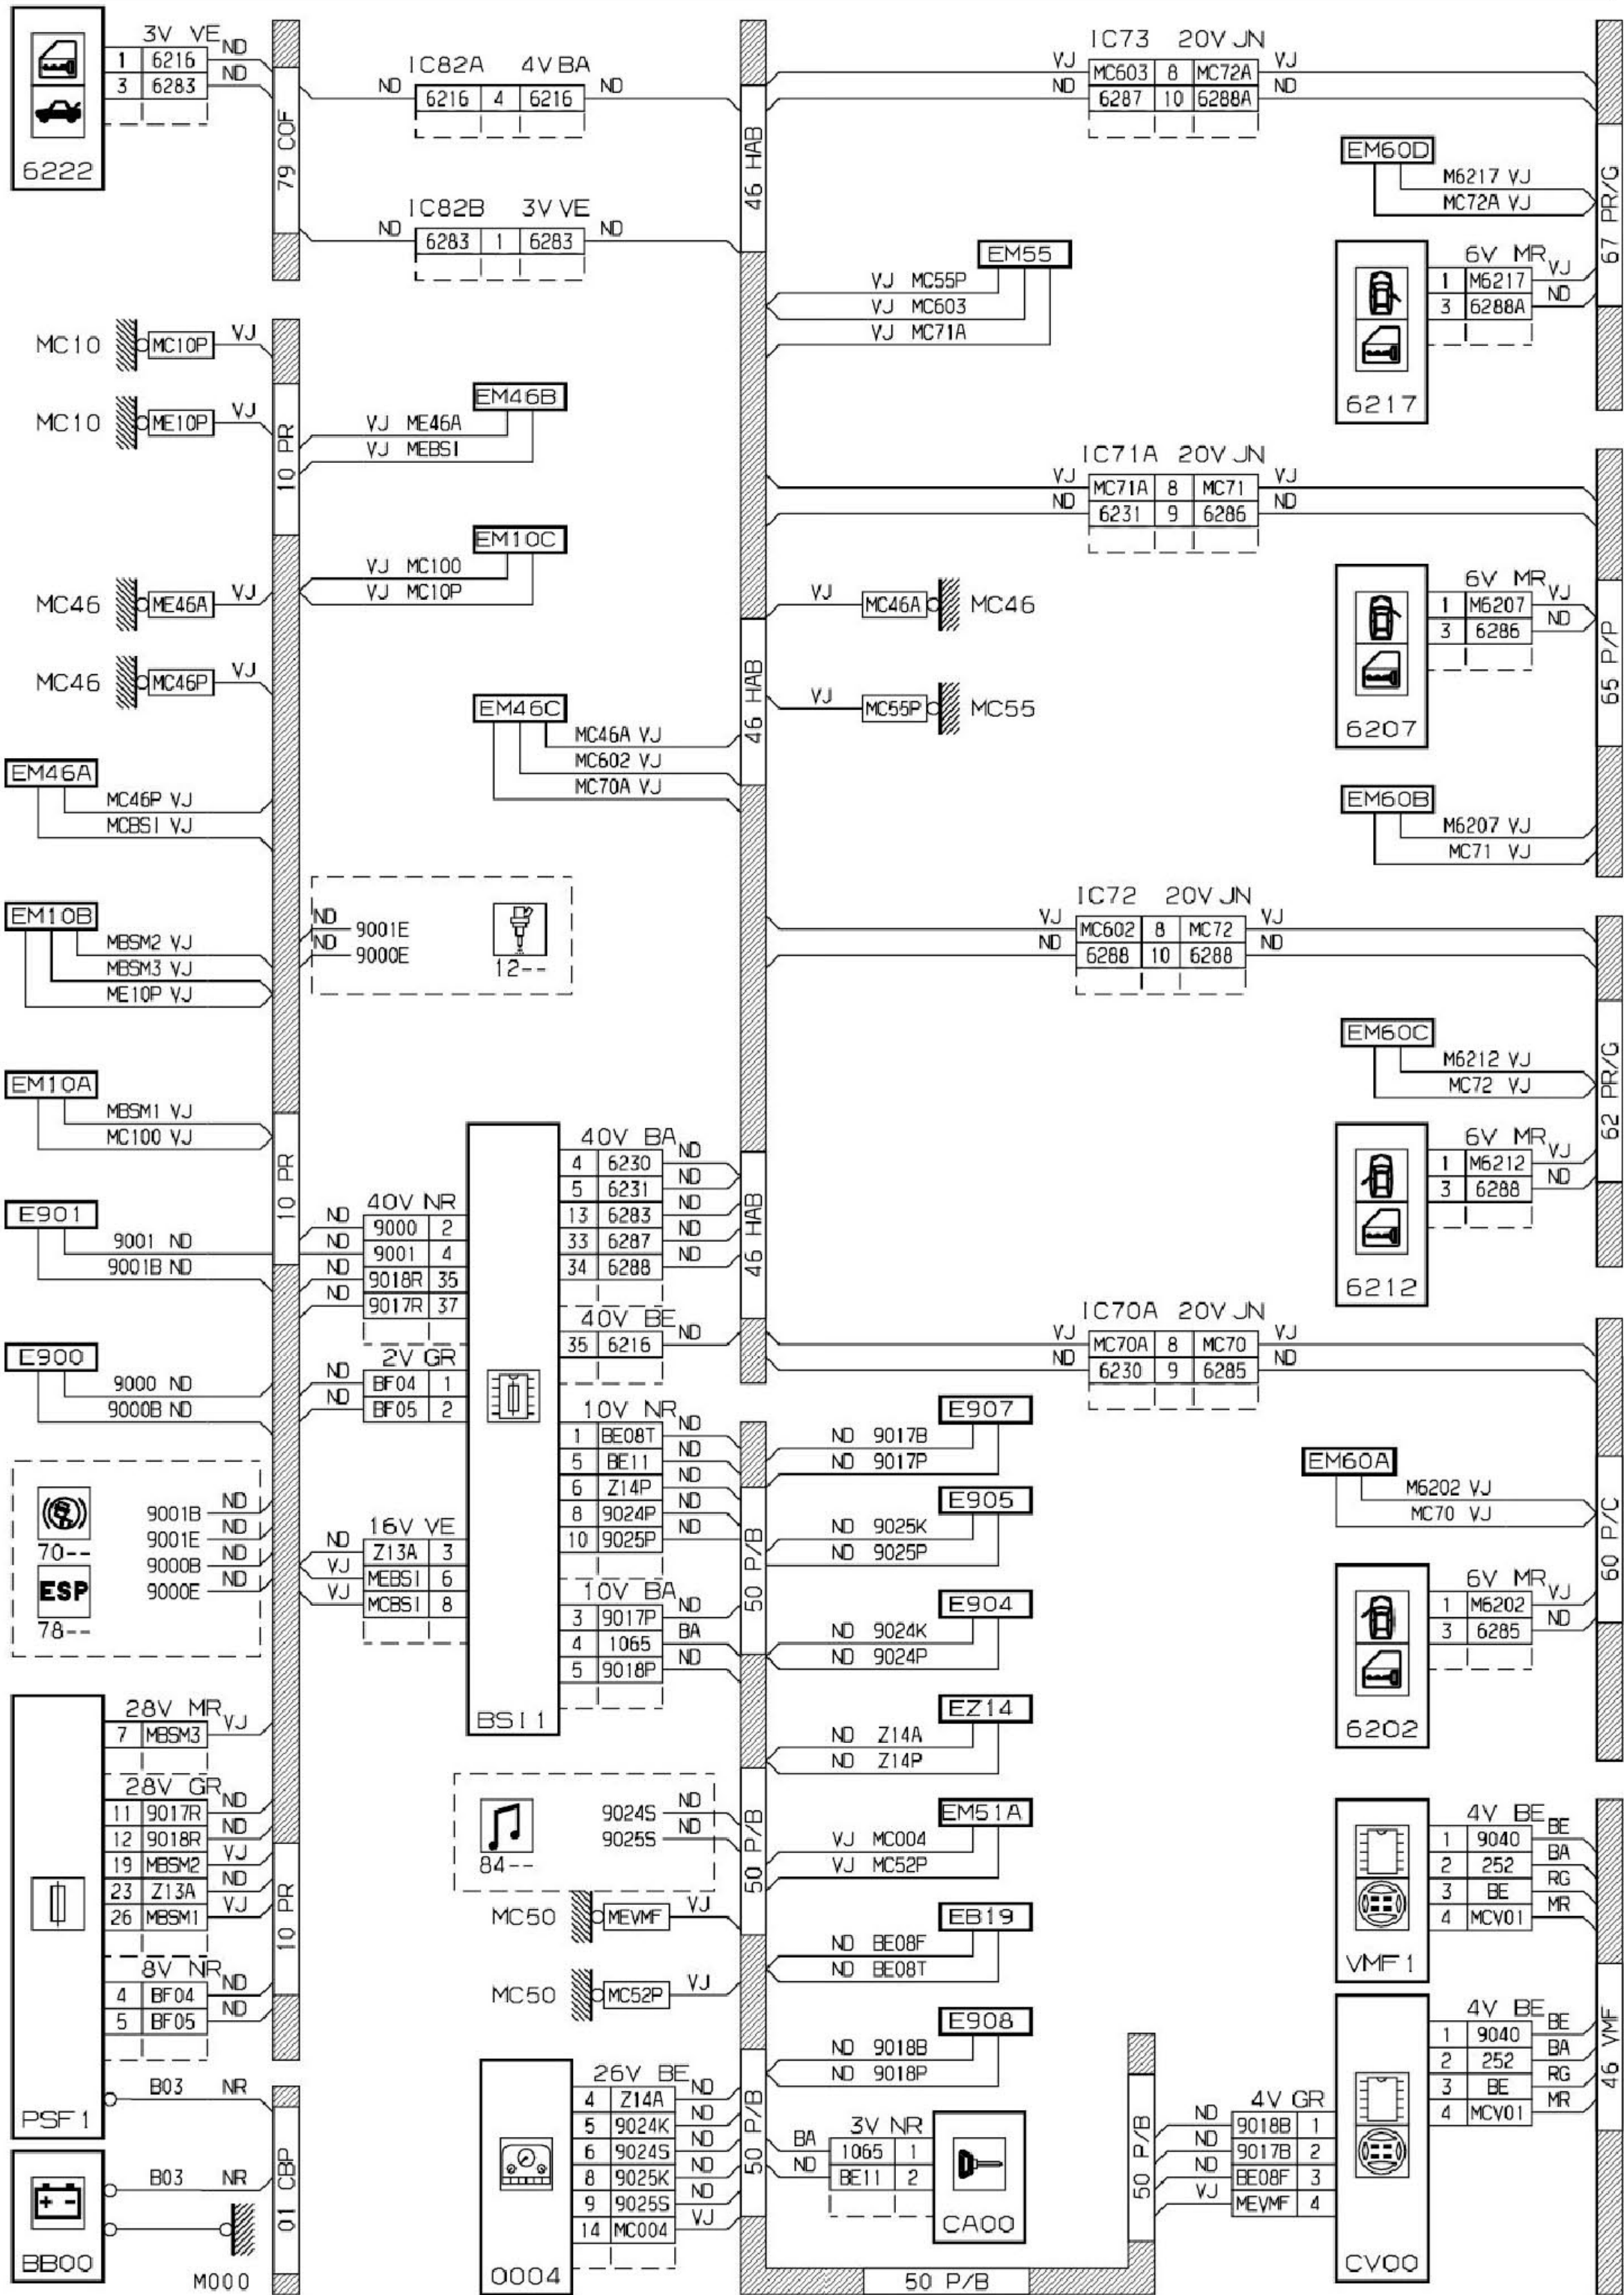 3V VE
1 6216 ND
3 6283 ND
6222
79 COF
IC82A 4V BA
ND 6216 4 6216 ND
IC82B 3V VE
ND 6283 1 6283 ND
46 HAB
IC73 20V JN
VJ MC603 8 MC72A VJ
ND 6287 10 6288A ND
EM60D
M6217 VJ
MC72A VJ
67 PR/G
6V MR
1 M6217 VJ
3 6288A ND
6217
EM55
VJ MC55P
VJ MC603
VJ MC71A
MC10 MC10P VJ
MC10 ME10P VJ
10 PR
EM46B
VJ ME46A
VJ MEBSI
EM10C
VJ MC100
VJ MC10P
MC46 ME46A VJ
MC46 MC46P VJ
IC71A 20V JN
VJ MC71A 8 MC71 VJ
ND 6231 9 6286 ND
VJ MC46A MC46
VJ MC55P MC55
46 HAB
6V MR
1 M6207 VJ
3 6286 ND
6207
65 P/P
EM60B
M6207 VJ
MC71 VJ
EM46C
MC46A VJ
MC602 VJ
MC70A VJ
EM46A
MC46P VJ
MCBSI VJ
EM10B
MBSM2 VJ
MBSM3 VJ
ME10P VJ
ND 9001E
ND 9000E
12--
IC72 20V JN
VJ MC602 8 MC72 VJ
ND 6288 10 6288 ND
EM60C
M6212 VJ
MC72 VJ
62 PR/G
6V MR
1 M6212 VJ
3 6288 ND
6212
EM10A
MBSM1 VJ
MC100 VJ
10 PR
E901
9001 ND
9001B ND
E900
9000 ND
9000B ND
40V NR
ND 9000 2
ND 9001 4
ND 9018R 35
ND 9017R 37
2V GR
ND BF04 1
ND BF05 2
16V VE
ND Z13A 3
VJ MEBSI 6
VJ MCBSI 8
BSI1
40V BA
4 6230 ND
5 6231 ND
13 6283 ND
33 6287 ND
34 6288 ND
46 HAB
40V BE
35 6216 ND
10V NR
1 BE08T ND
5 BE11 ND
6 Z14P ND
8 9024P ND
10 9025P ND
10V BA
3 9017P ND
4 1065 BA
5 9018P ND
50 P/B
IC70A 20V JN
VJ MC70A 8 MC70 VJ
ND 6230 9 6285 ND
EM60A
M6202 VJ
MC70 VJ
60 P/C
6V MR
1 M6202 VJ
3 6285 ND
6202
E907
ND 9017B
ND 9017P
E905
ND 9025K
ND 9025P
E904
ND 9024K
ND 9024P
EZ14
ND Z14A
ND Z14P
EM51A
VJ MC004
VJ MC52P
EB19
ND BE08F
ND BE08T
E908
ND 9018B
ND 9018P
70--
ESP
78--
9001B ND
9001E ND
9000B ND
9000E ND
28V MR
7 MBSM3 VJ
28V GR
11 9017R ND
12 9018R ND
19 MBSM2 VJ
23 Z13A ND
26 MBSM1 VJ
8V NR
4 BF04 ND
5 BF05 ND
B03 NR
PSF1
10 PR
B03 NR
BB00
M000
01 CBP
84--
9024S ND
9025S ND
50 P/B
MC50 MEVMF VJ
MC50 MC52P VJ
26V BE
4 Z14A ND
5 9024K ND
6 9024S ND
8 9025K ND
9 9025S ND
14 MC004 VJ
0004
50 P/B
3V NR
BA 1065 1
ND BE11 2
CA00
50 P/B
50 P/B
4V BE
1 9040 BE
2 252 BA
3 BE RG
4 MCV01 MR
VMF1
46 VMF
4V GR
ND 9018B 1
ND 9017B 2
ND BE08F 3
VJ MEVMF 4
4V BE
1 9040 BE
2 252 BA
3 BE RG
4 MCV01 MR
CV00